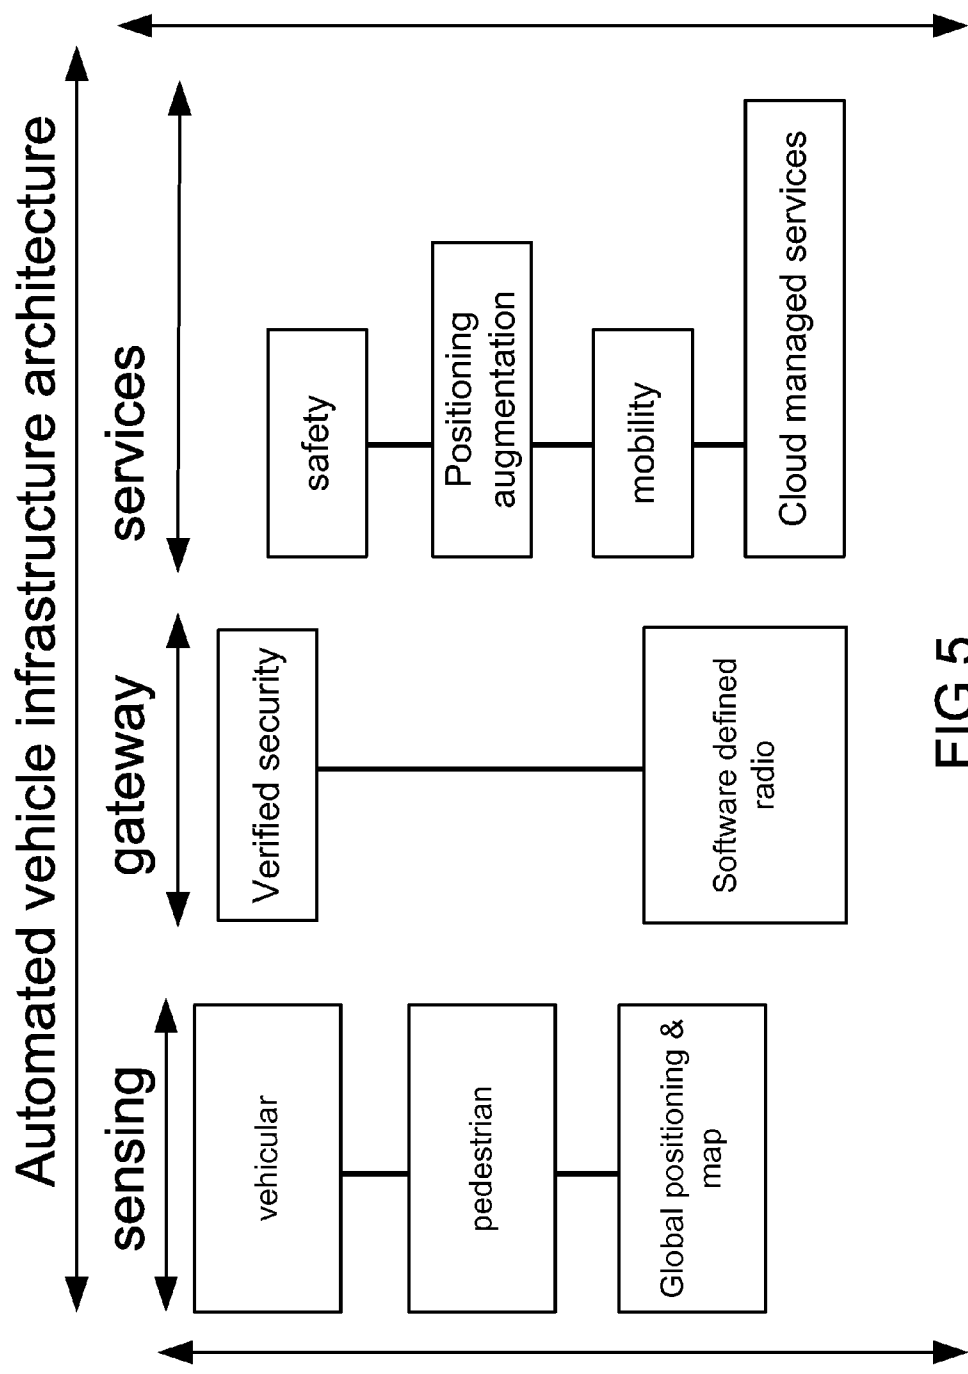 Automated vehicle infrastructure architecture
sensing
vehicular
pedestrian
Global positioning &
map
gateway
Verified security
Software defined
radio
services
safety
Positioning
augmentation
mobility
Cloud managed services
FIG 5